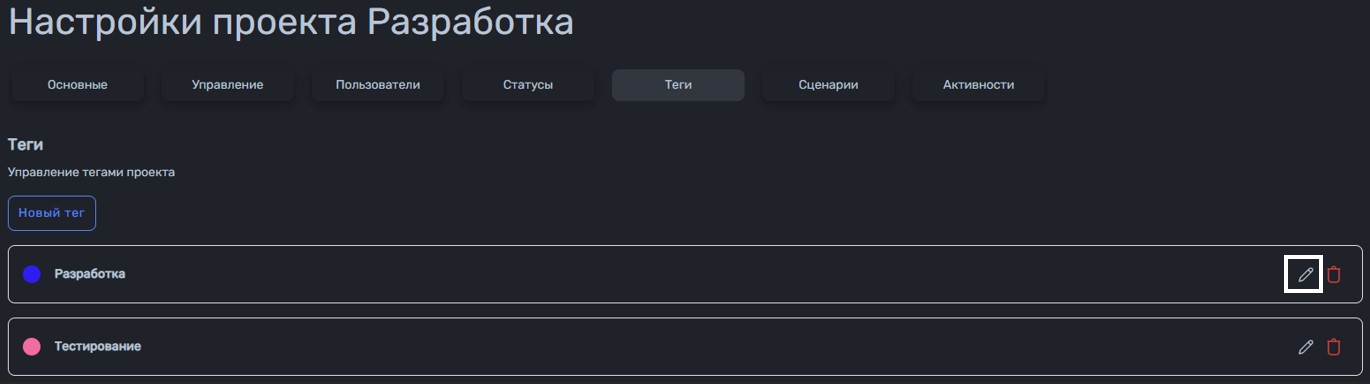 Настройки проекта Разработка
Основные Управление Пользователи Статусы Теги Сценарии Активности
Теги
Управление тегами проекта
Новый тег
Разработка
Тестирование